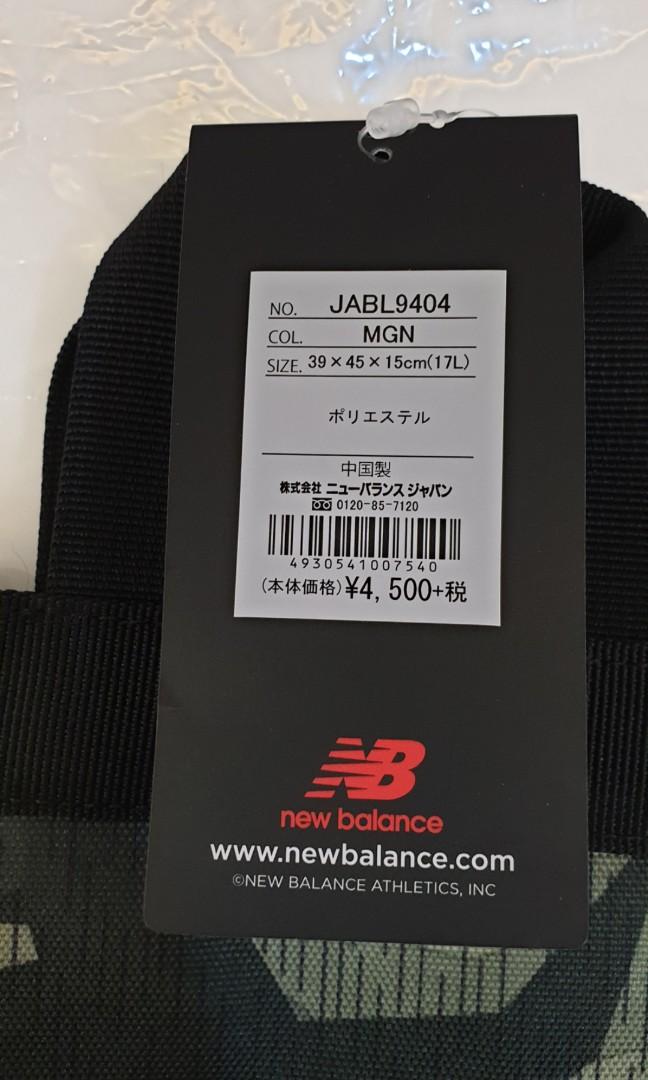 NO. JABL9404
COL. MGN
SIZE. 39×45×15cm(17L)
ポリエステル
中国製
株式会社 ニューバランス ジャパン
0120-85-7120
4930541007540
(本体価格)¥4,500+税
NB
new balance
www.newbalance.com
©NEW BALANCE ATHLETICS, INC